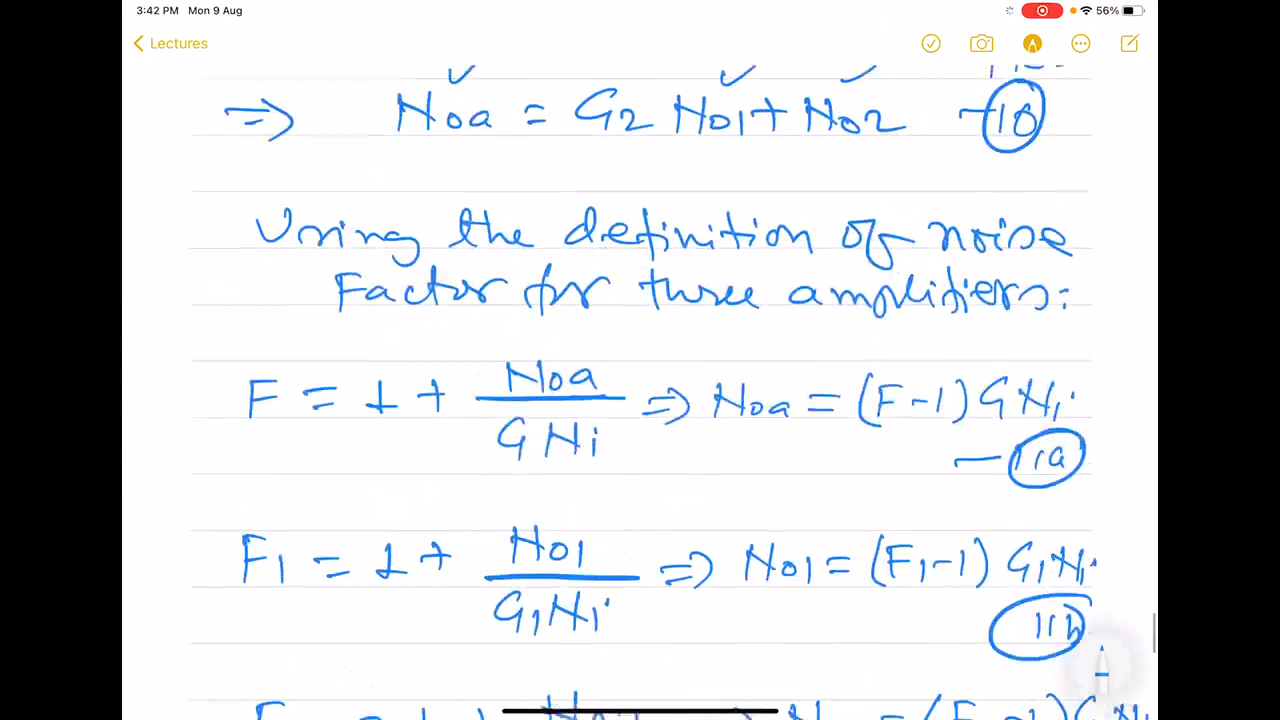 3:42 PM Mon 9 Aug
56%
Lectures
=> Noa = G2 No1 + No2 - 10
Using the definition of noise
Factor for three amplifiers:
F = 1 + Noa / GNi => Noa = (F-1) GNi
- 11a
F1 = 1 + No1 / G1Ni => No1 = (F1-1) G1Ni
11b